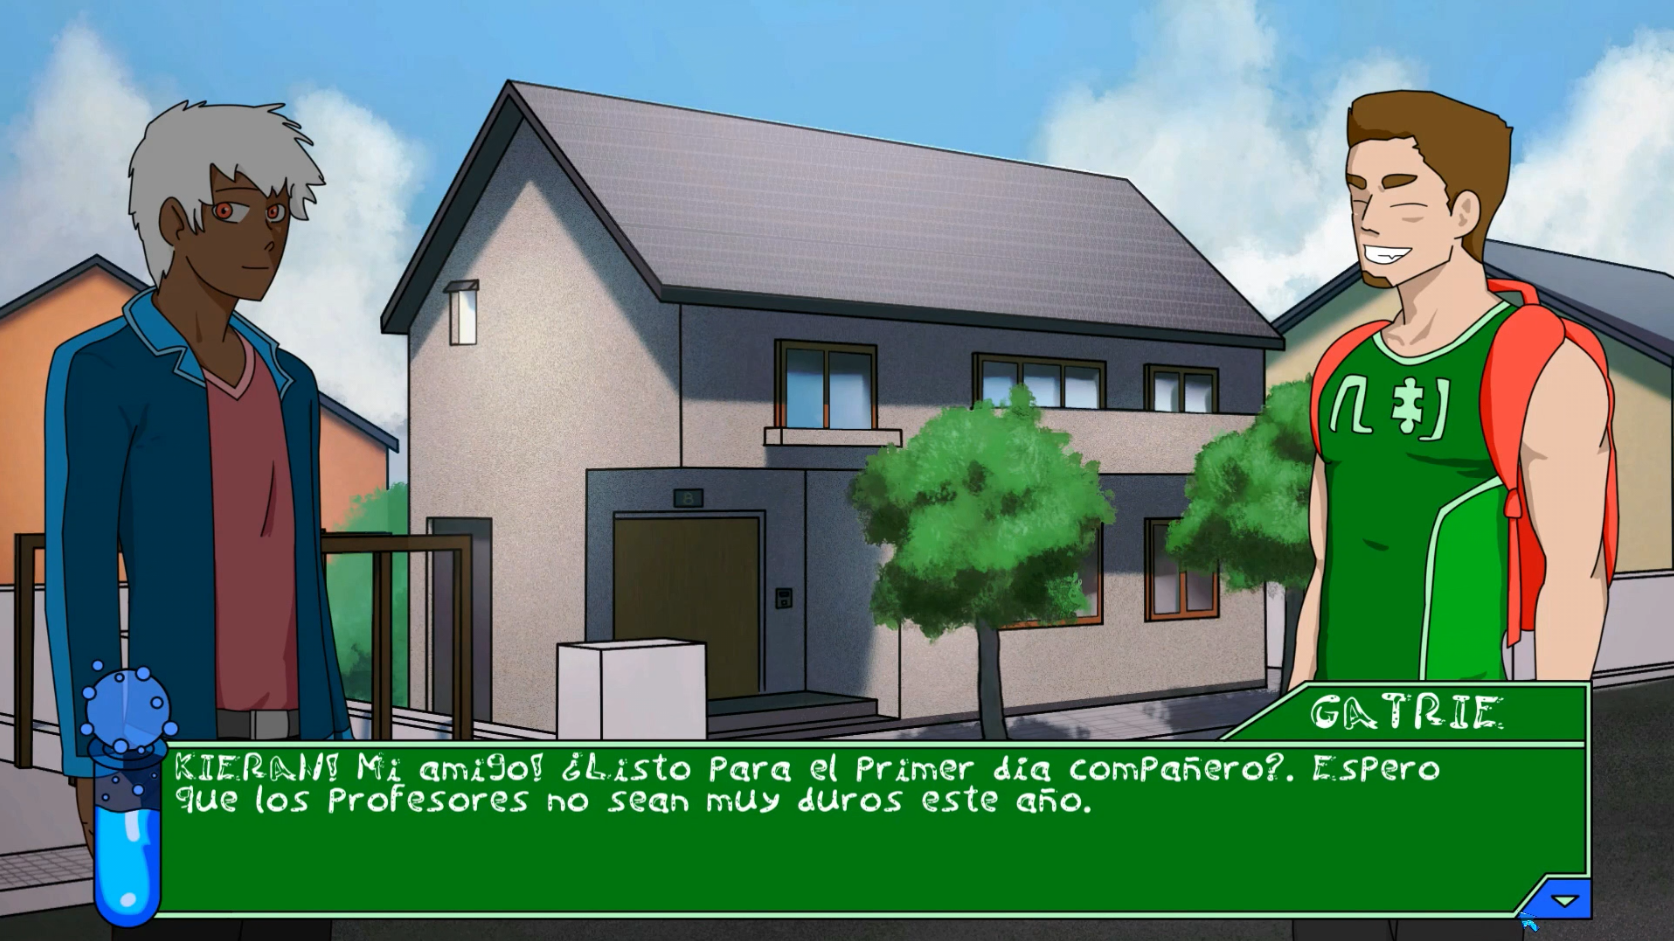 8
GATRIE
KIERAN! Mi amigo! ¿Listo para el primer dia compañero?. Espero
que los profesores no sean muy duros este año.